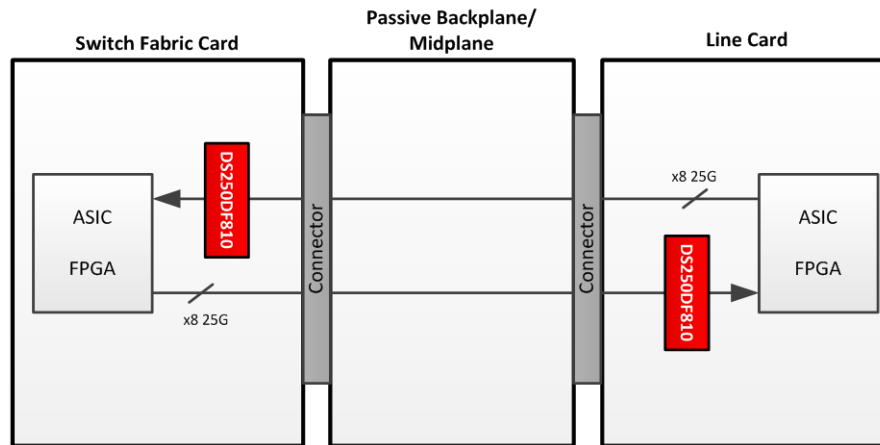 Passive Backplane/
Midplane
Switch Fabric Card
Line Card
DS250DF810
x8 25G
ASIC
FPGA
Connector
Connector
ASIC
FPGA
x8 25G
DS250DF810